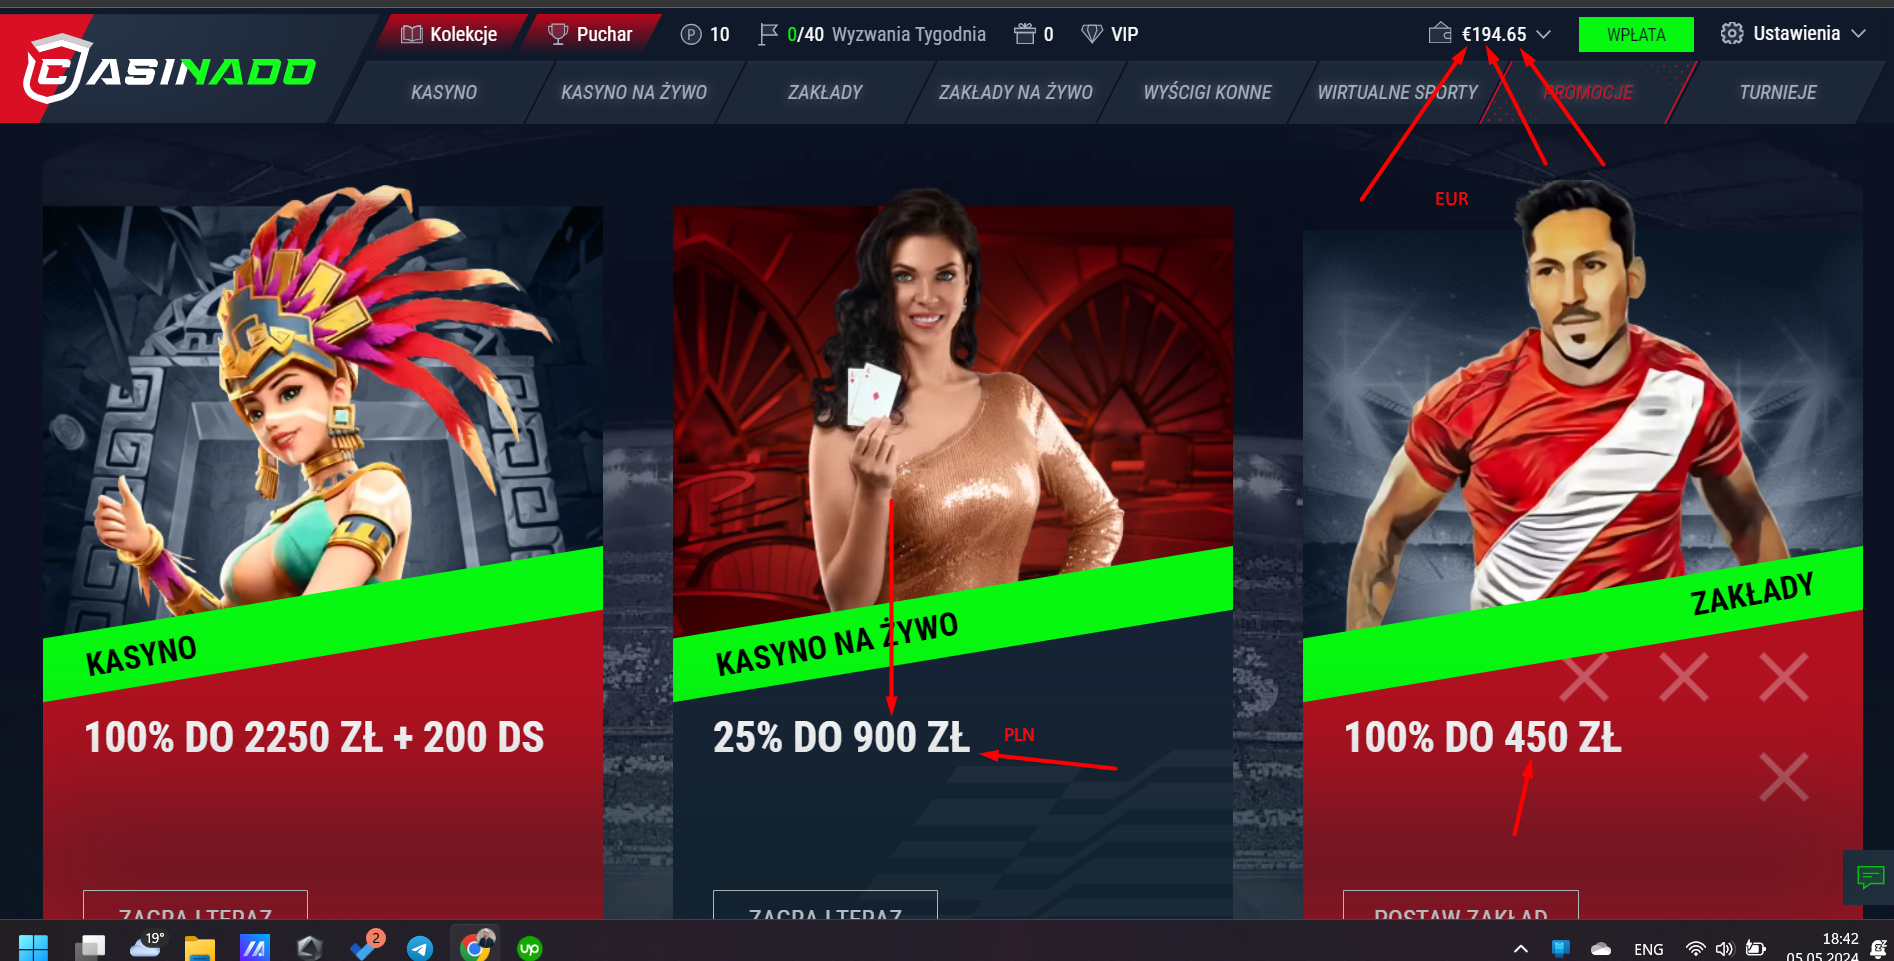 CASINADO
Kolekcje
Puchar
P 10
0/40 Wyzwania Tygodnia
0
VIP
€194.65
WPŁATA
Ustawienia
KASYNO
KASYNO NA ŻYWO
ZAKŁADY
ZAKŁADY NA ŻYWO
WYŚCIGI KONNE
WIRTUALNE SPORTY
PROMOCJE
TURNIEJE
EUR
KASYNO
100% DO 2250 ZŁ + 200 DS
ZAGRAJ TERAZ
KASYNO NA ŻYWO
25% DO 900 ZŁ
PLN
ZAGRAJ TERAZ
ZAKŁADY
100% DO 450 ZŁ
POSTAW ZAKŁAD
19°
2
up
ENG
18:42
05.05.2024